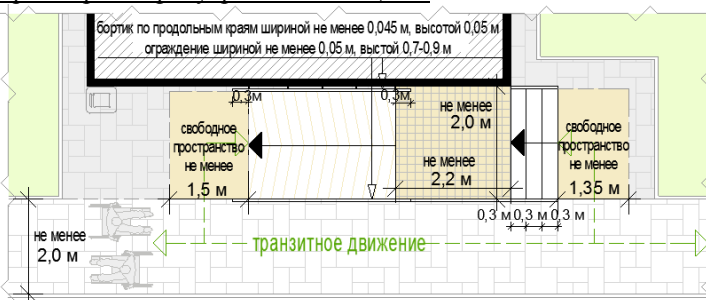 бортик по продольным краям шириной не менее 0,045 м, высотой 0,05 м
ограждение шириной не менее 0,05 м, выстой 0,7-0,9 м
0,3м
0,3м
свободное
пространство
не менее
1,5 м
не менее
2,0 м
не менее
2,2 м
свободное
пространство
не менее
1,35 м
0,3 м 0,3 м 0,3 м
не менее
2,0 м
транзитное движение